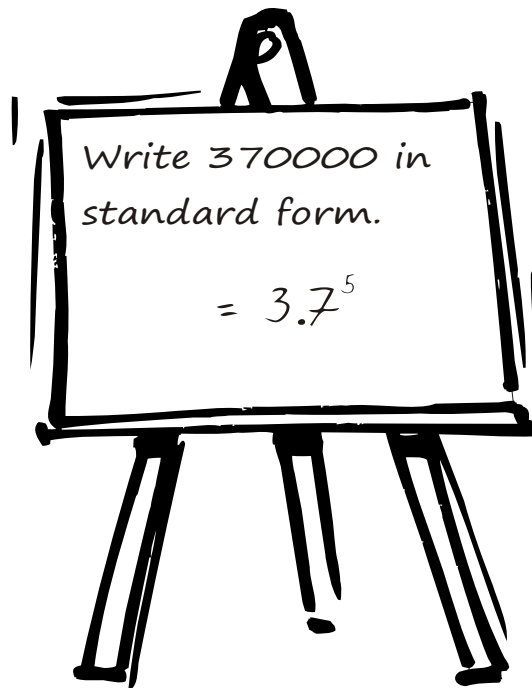 Write 370000 in
standard form.
= 3.7⁵